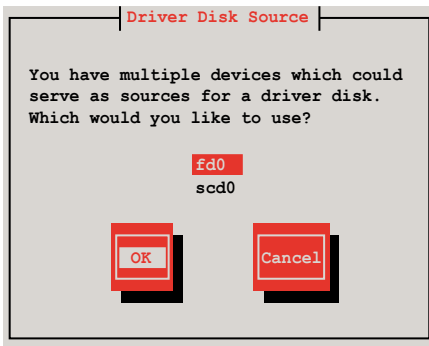 Driver Disk Source
You have multiple devices which could
serve as sources for a driver disk.
Which would you like to use?
fd0
scd0
OK Cancel